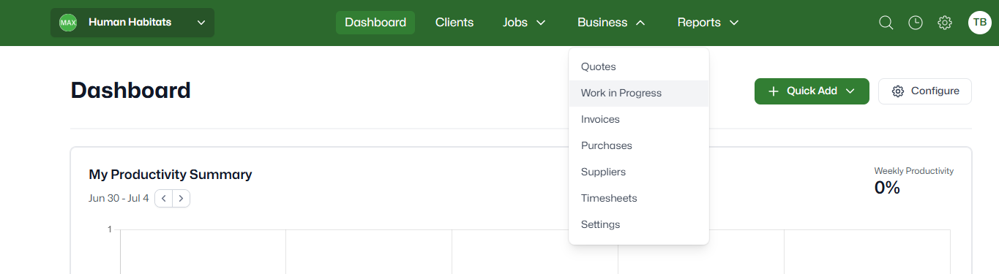 MAX Human Habitats Dashboard Clients Jobs Business Reports TB
Quotes
Dashboard
Quick Add Configure
Work in Progress
Invoices
Purchases
My Productivity Summary
Suppliers
Weekly Productivity
0%
Jun 30 - Jul 4
Timesheets
Settings
1